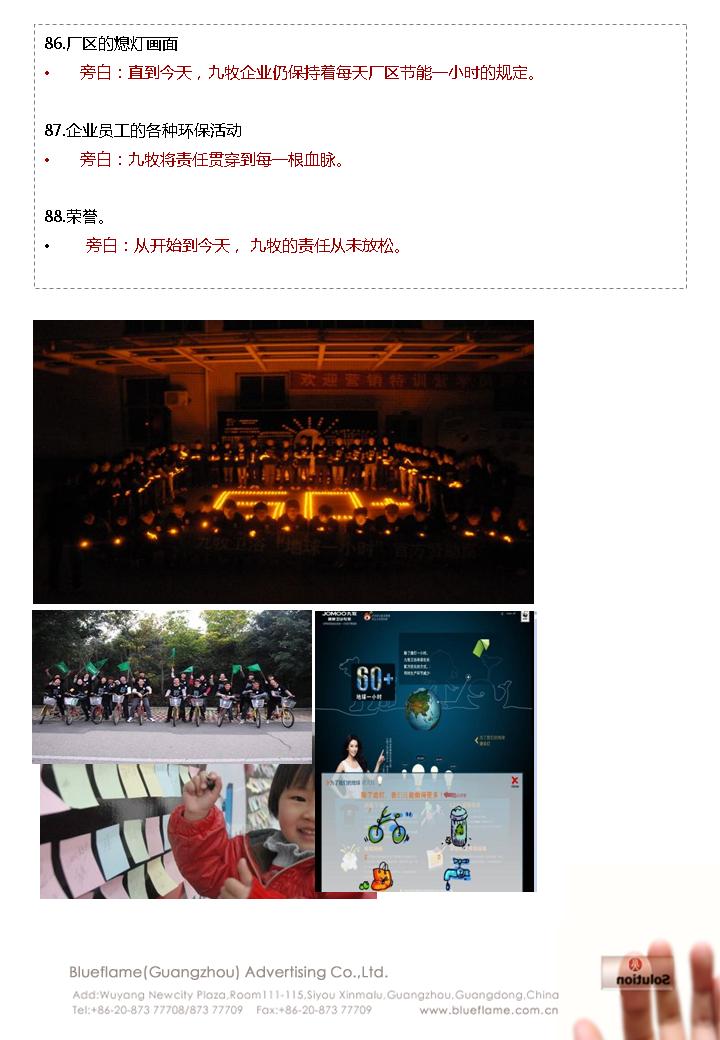 86.厂区的熄灯画面
• 旁白：直到今天，九牧企业仍保持着每天厂区节能一小时的规定。
87.企业员工的各种环保活动
• 旁白：九牧将责任贯穿到每一根血脉。
88.荣誉。
• 旁白：从开始到今天， 九牧的责任从未放松。
欢迎营销特训营
九牧卫浴 "地球一小时"
JOMOO九牧
60+
地球一小时
Blueflame(Guangzhou) Advertising Co.,Ltd.
Add:Wuyang Newcity Plaza,Room111-115,Siyou Xinmalu,Guangzhou,Guangdong,China
Tel:+86-20-873 77708/873 77709 Fax:+86-20-873 77709 www.blueflame.com.cn
Solution